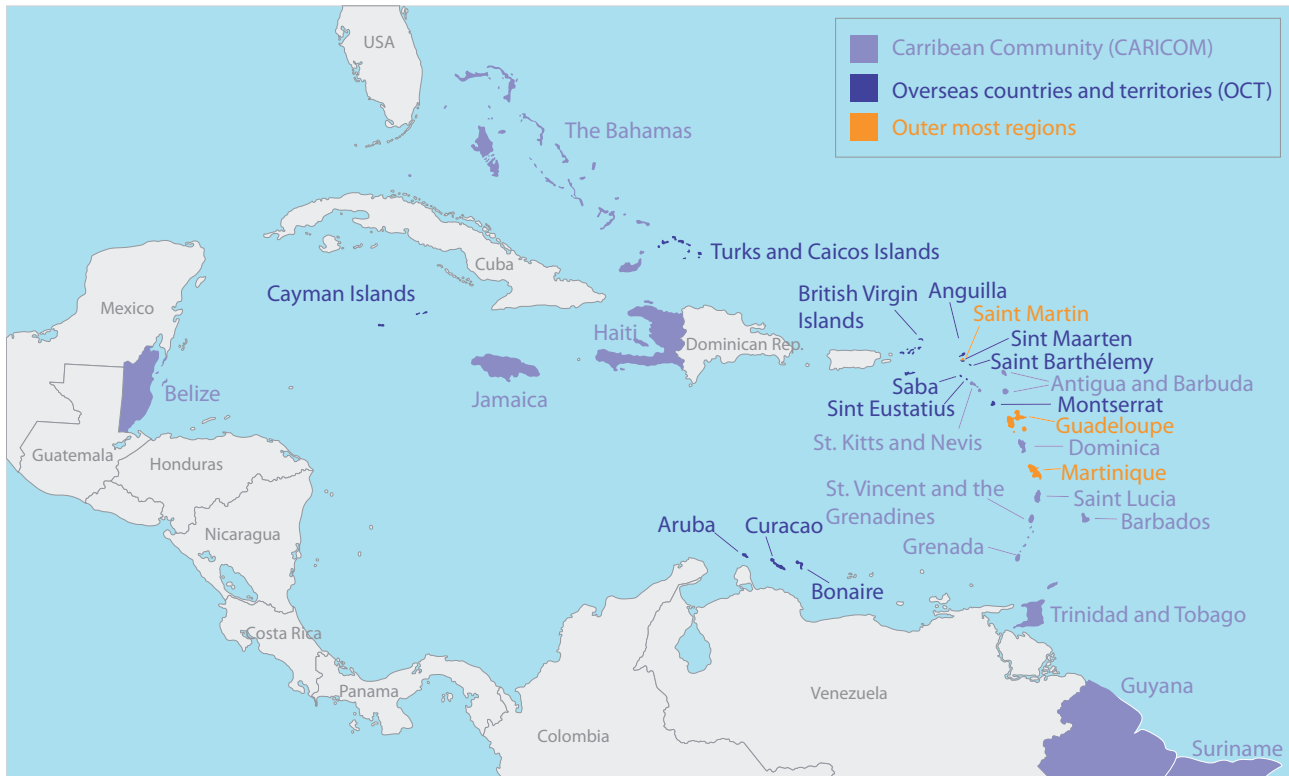 USA
Carribean Community (CARICOM)
Overseas countries and territories (OCT)
Outer most regions
The Bahamas
Turks and Caicos Islands
Cuba
Mexico
Cayman Islands
British Virgin
Islands
Anguilla
Saint Martin
Haiti
Dominican Rep.
Sint Maarten
Saint Barthélemy
Belize
Jamaica
Saba
Antigua and Barbuda
Sint Eustatius
Montserrat
Guadeloupe
St. Kitts and Nevis
Dominica
Guatemala
Honduras
Martinique
St. Vincent and the
Grenadines
Saint Lucia
Barbados
Nicaragua
Aruba
Curacao
Grenada
Bonaire
Trinidad and Tobago
Costa Rica
Panama
Venezuela
Guyana
Colombia
Suriname